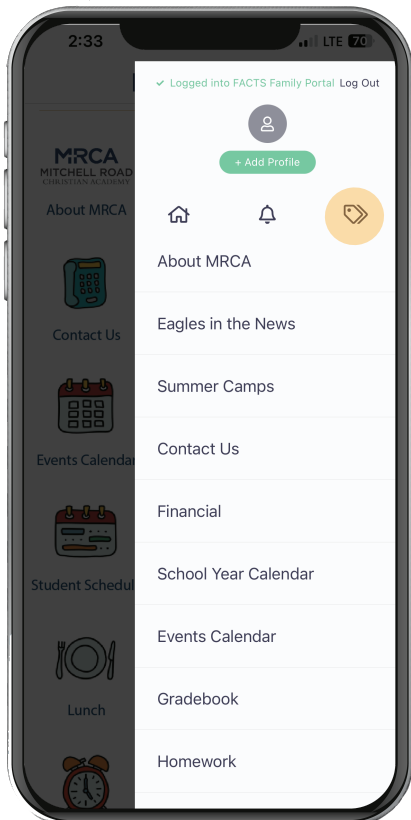 2:33
LTE 70
✓ Logged into FACTS Family Portal Log Out
+ Add Profile
About MRCA
Eagles in the News
Summer Camps
Contact Us
Financial
School Year Calendar
Events Calendar
Gradebook
Homework
MRCA
MITCHELL ROAD
CHRISTIAN ACADEMY
About MRCA
Contact Us
Events Calendar
Student Schedul
Lunch